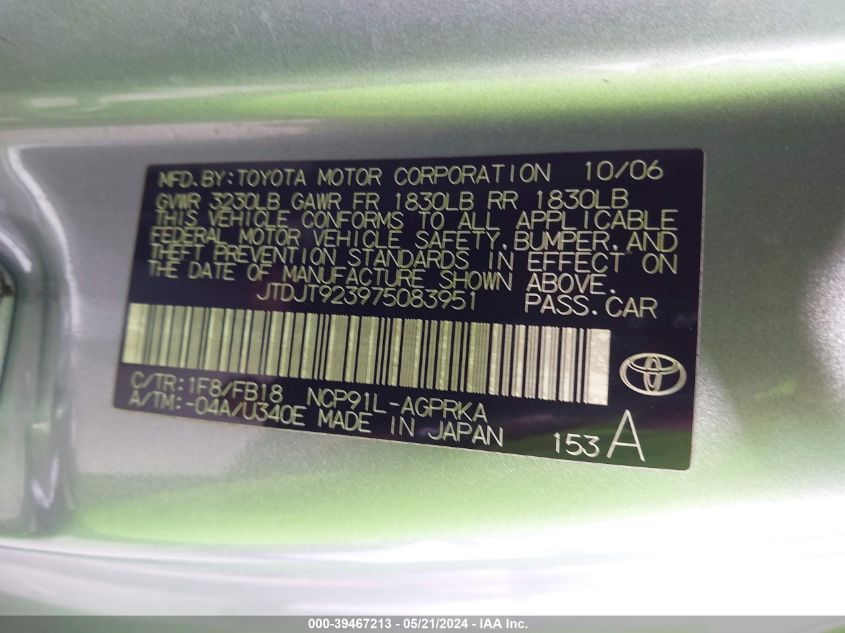 MFD.BY:TOYOTA MOTOR CORPORATION 10/06
GVWR 3230LB GAWR FR 1830LB RR 1830LB
THIS VEHICLE CONFORMS TO ALL APPLICABLE
FEDERAL MOTOR VEHICLE SAFETY, BUMPER, AND
THEFT PREVENTION STANDARDS IN EFFECT ON
THE DATE OF MANUFACTURE SHOWN ABOVE.
JTDJT923975083951 PASS.CAR
C/TR:1F8/FB18 NCP91L-AGPRKA
A/TM:-04A/U340E MADE IN JAPAN
153A
000-39467213 - 05/21/2024 - IAA Inc.